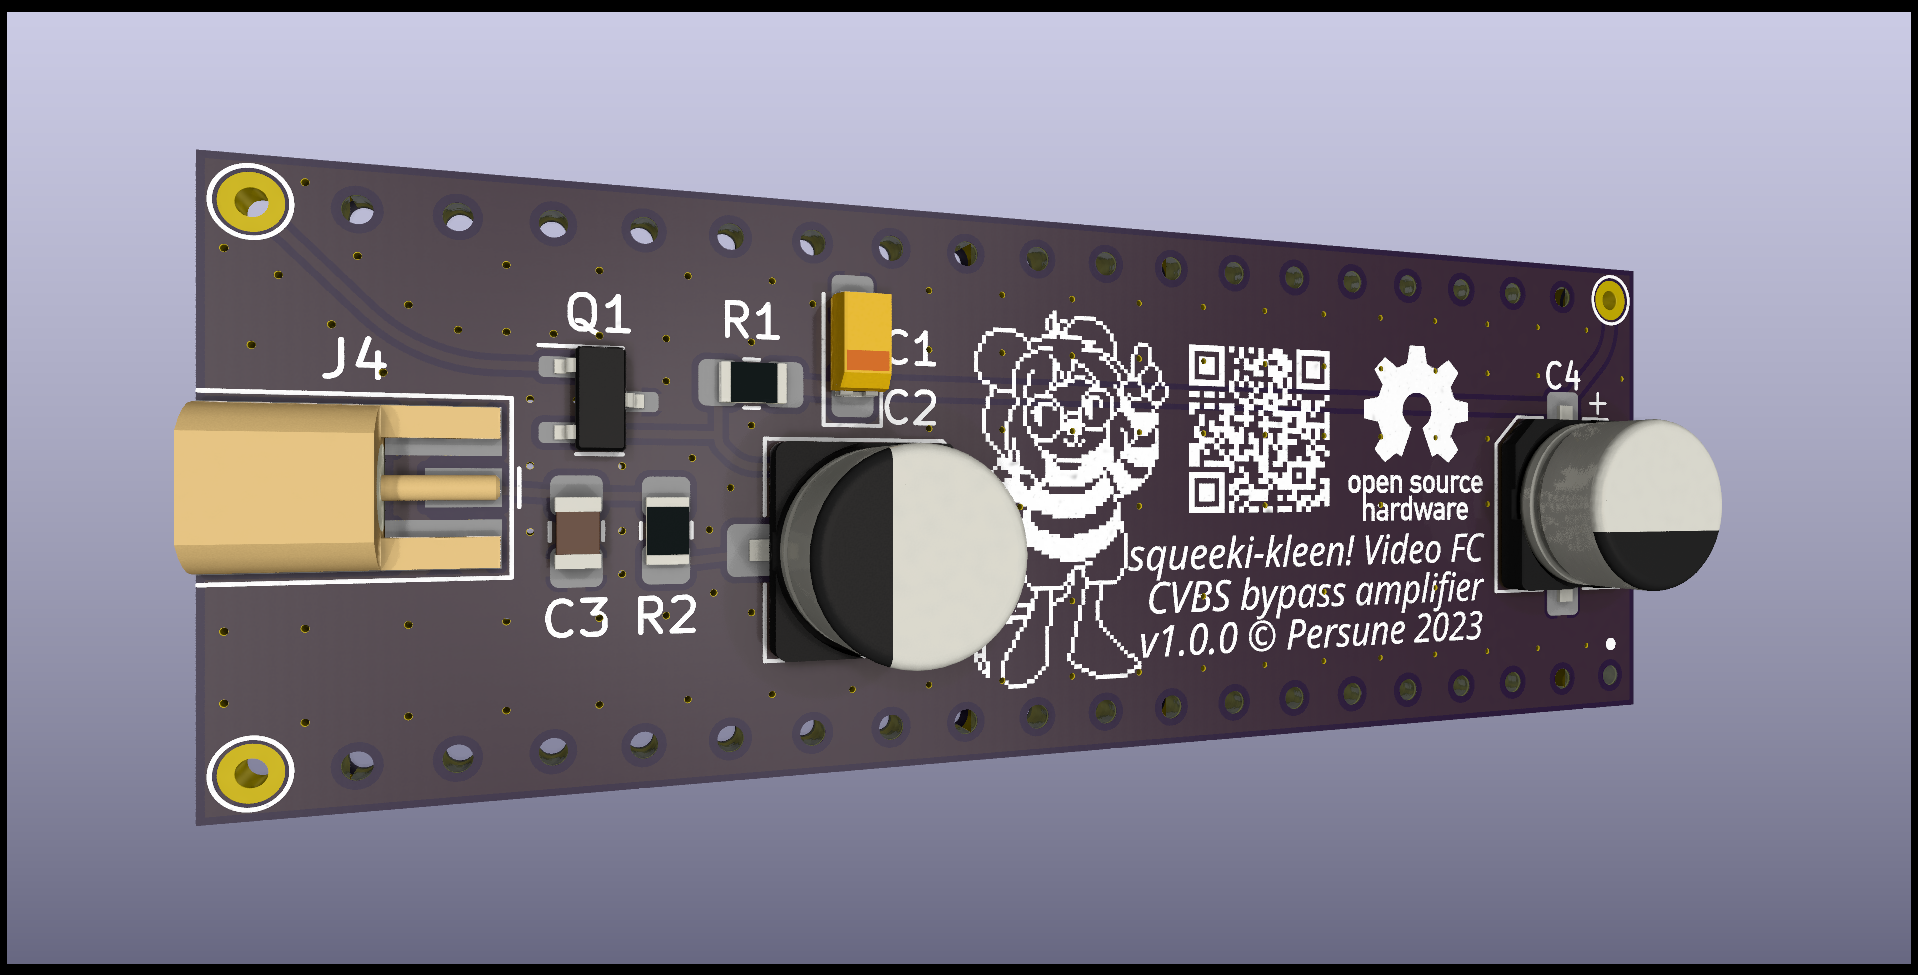 Q1
R1
J4
C1
C2
C4
+
open source
hardware
C3
R2
squeeki-kleen! Video FC
CVBS bypass amplifier
v1.0.0 © Persune 2023